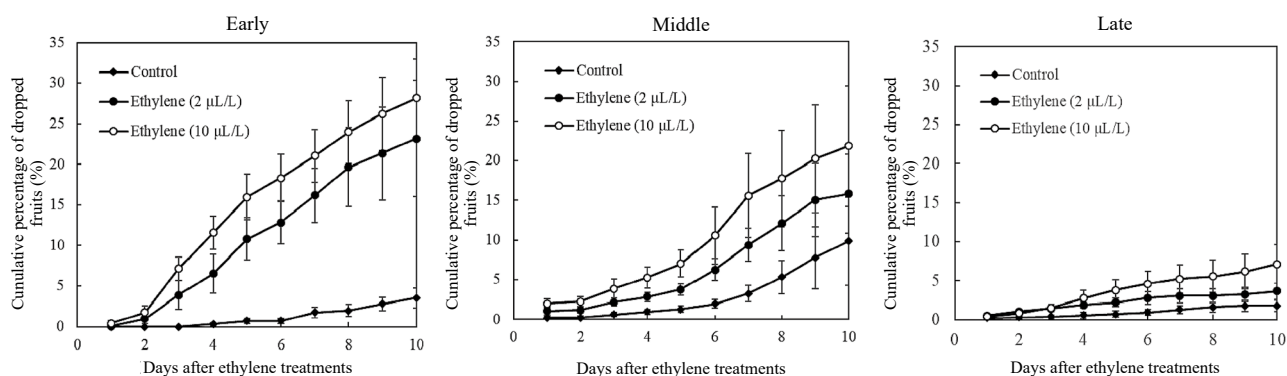 Early
Cunulative percentage of dropped
fruits (%)
35
30
25
20
15
10
5
0
Control
Ethylene (2 μL/L)
Ethylene (10 μL/L)
0 2 4 6 8 10
Days after ethylene treatments
Middle
Cumulative percentage of dropped
fruits (%)
35
30
25
20
15
10
5
0
Control
Ethylene (2 μL/L)
Ethylene (10 μL/L)
0 2 4 6 8 10
Days after ethylene treatments
Late
Cumulative percentage of dropped
fruits (%)
35
30
25
20
15
10
5
0
Control
Ethylene (2 μL/L)
Ethylene (10 μL/L)
0 2 4 6 8 10
Days after ethylene treatments